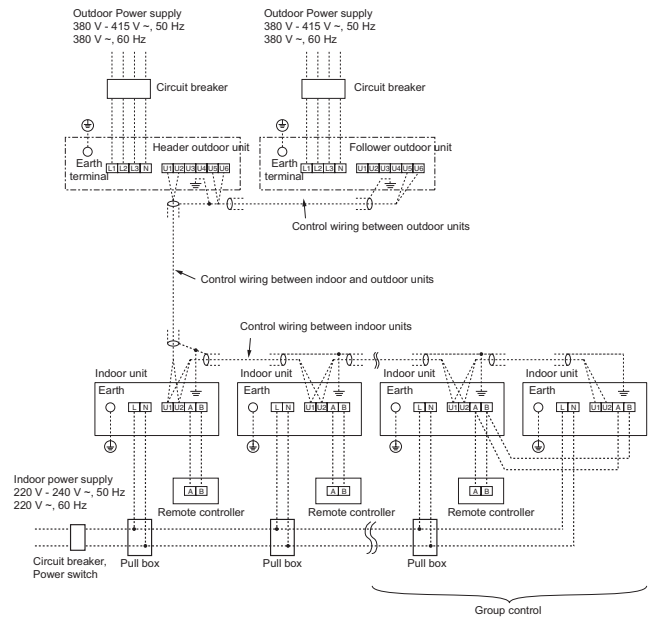 Outdoor Power supply
380 V - 415 V ~, 50 Hz
380 V ~, 60 Hz
Outdoor Power supply
380 V - 415 V ~, 50 Hz
380 V ~, 60 Hz
Circuit breaker
Circuit breaker
Header outdoor unit
Earth
terminal
L1 L2 L3 N
U1 U2 U3 U4 U5 U6
Follower outdoor unit
Earth
terminal
L1 L2 L3 N
U1 U2 U3 U4 U5 U6
Control wiring between outdoor units
Control wiring between indoor and outdoor units
Control wiring between indoor units
Indoor unit
Earth
L N
U1 U2 A B
Indoor unit
Earth
L N
U1 U2 A B
Indoor unit
Earth
L N
U1 U2 A B
Indoor unit
Earth
L N
U1 U2 A B
Indoor power supply
220 V - 240 V ~, 50 Hz
220 V ~, 60 Hz
A B
Remote controller
A B
Remote controller
A B
Remote controller
Circuit breaker,
Power switch
Pull box
Pull box
Pull box
Group control